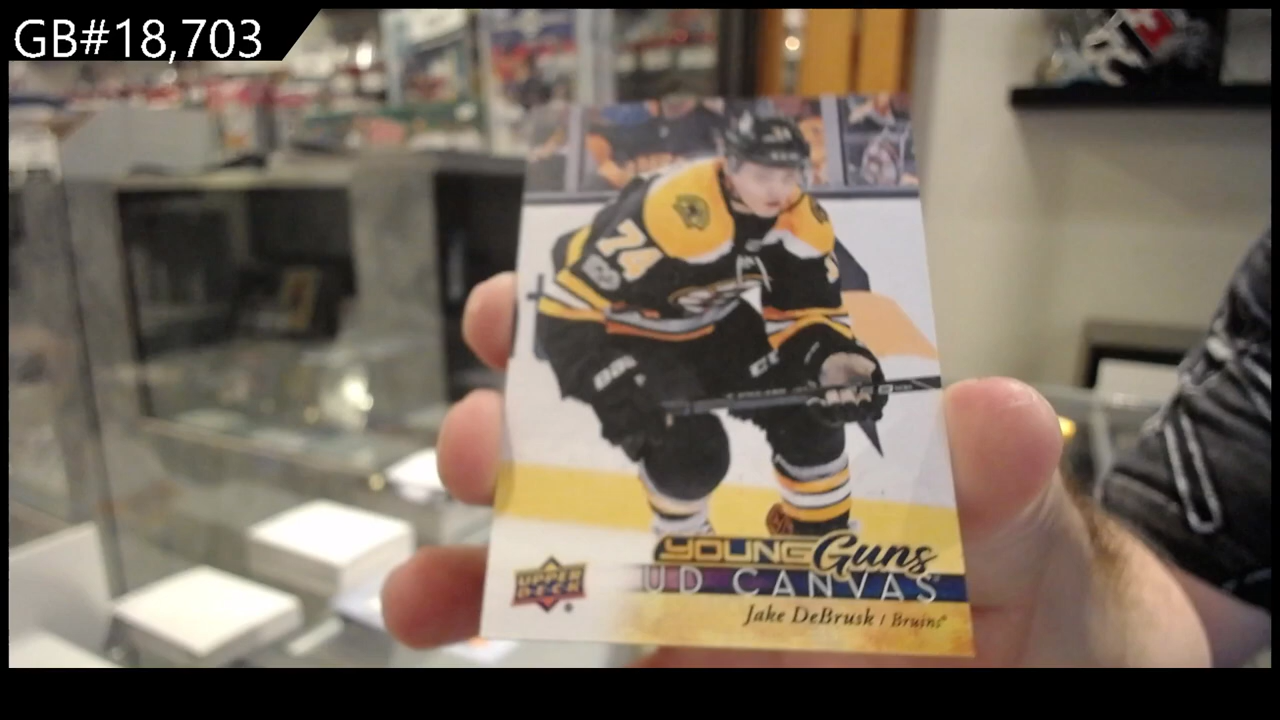 GB#18,703
74
YOUNG Guns
UD CANVAS
UPPER
DECK
Jake DeBrusk / Bruins